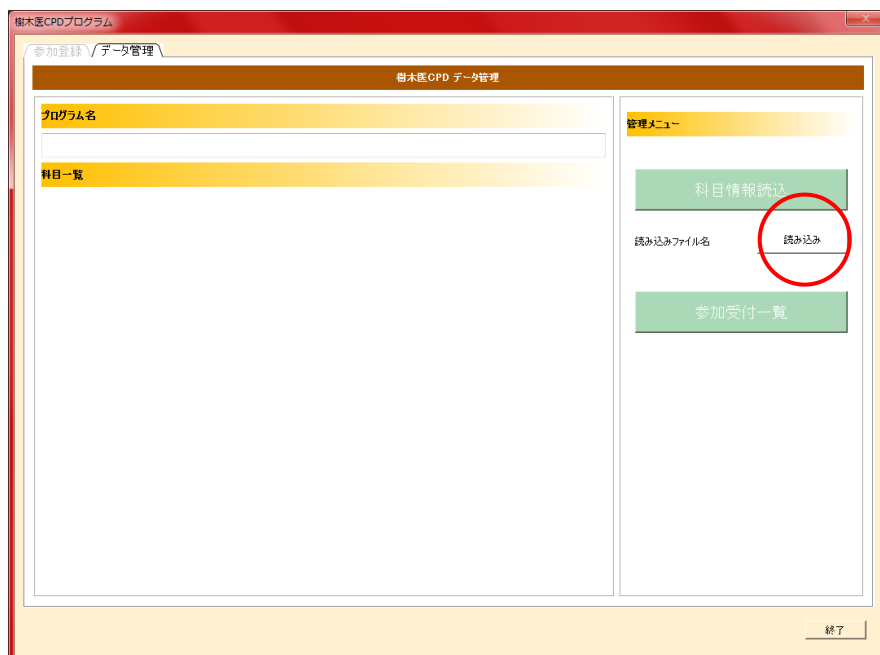 樹木医CPDプログラム
参加登録
データ管理
樹木医CPD データ管理
プログラム名
科目一覧
管理メニュー
科目情報読込
読み込みファイル名
読み込み
参加受付一覧
終了